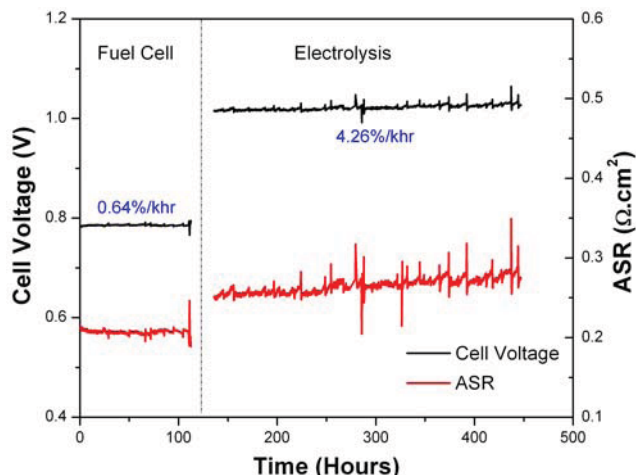 1.2
0.6
Fuel Cell
Electrolysis
1.0
0.5
4.26%/khr
0.64%/khr
0.8
0.4
0.3
0.6
0.2
Cell Voltage
ASR
0.4
0.1
0
100
200
300
400
500
Time (Hours)
Cell Voltage (V)
ASR (Ω.cm²)